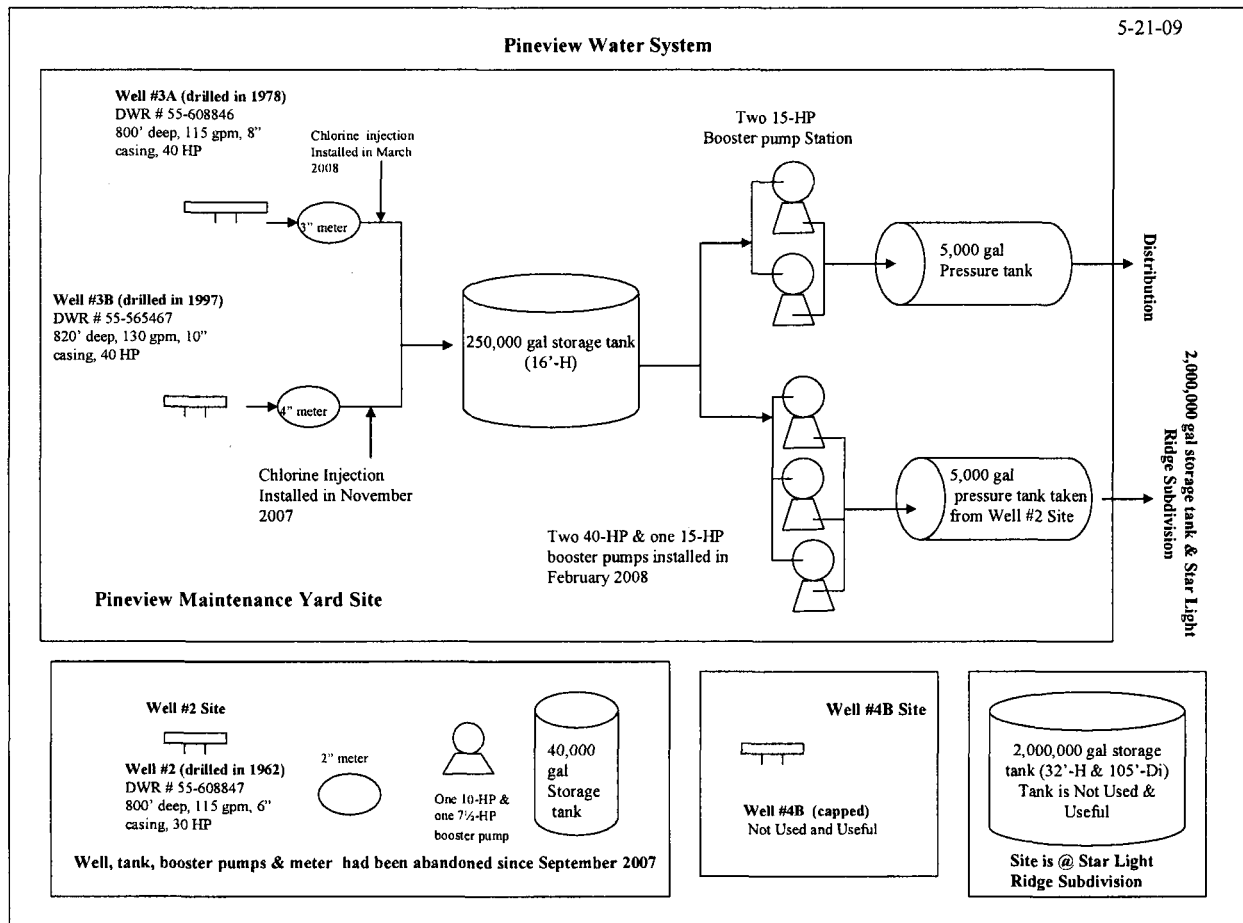 5-21-09
Pineview Water System
Well #3A (drilled in 1978)
DWR # 55-608846
800' deep, 115 gpm, 8"
casing, 40 HP
Chlorine injection
Installed in March
2008
3" meter
Two 15-HP
Booster pump Station
5,000 gal
Pressure tank
Distribution
Well #3B (drilled in 1997)
DWR # 55-565467
820' deep, 130 gpm, 10"
casing, 40 HP
4" meter
Chlorine Injection
Installed in November
2007
250,000 gal storage tank
(16'-H)
Two 40-HP & one 15-HP
booster pumps installed in
February 2008
5,000 gal
pressure tank taken
from Well #2 Site
2,000,000 gal storage tank & Star Light
Ridge Subdivision
Pineview Maintenance Yard Site
Well #2 Site
Well #2 (drilled in 1962)
DWR # 55-608847
800' deep, 115 gpm, 6"
casing, 30 HP
2" meter
One 10-HP &
one 7½-HP
booster pump
40,000
gal
Storage
tank
Well, tank, booster pumps & meter had been abandoned since September 2007
Well #4B Site
Well #4B (capped)
Not Used and Useful
2,000,000 gal storage
tank (32'-H & 105'-Di)
Tank is Not Used &
Useful
Site is @ Star Light
Ridge Subdivision